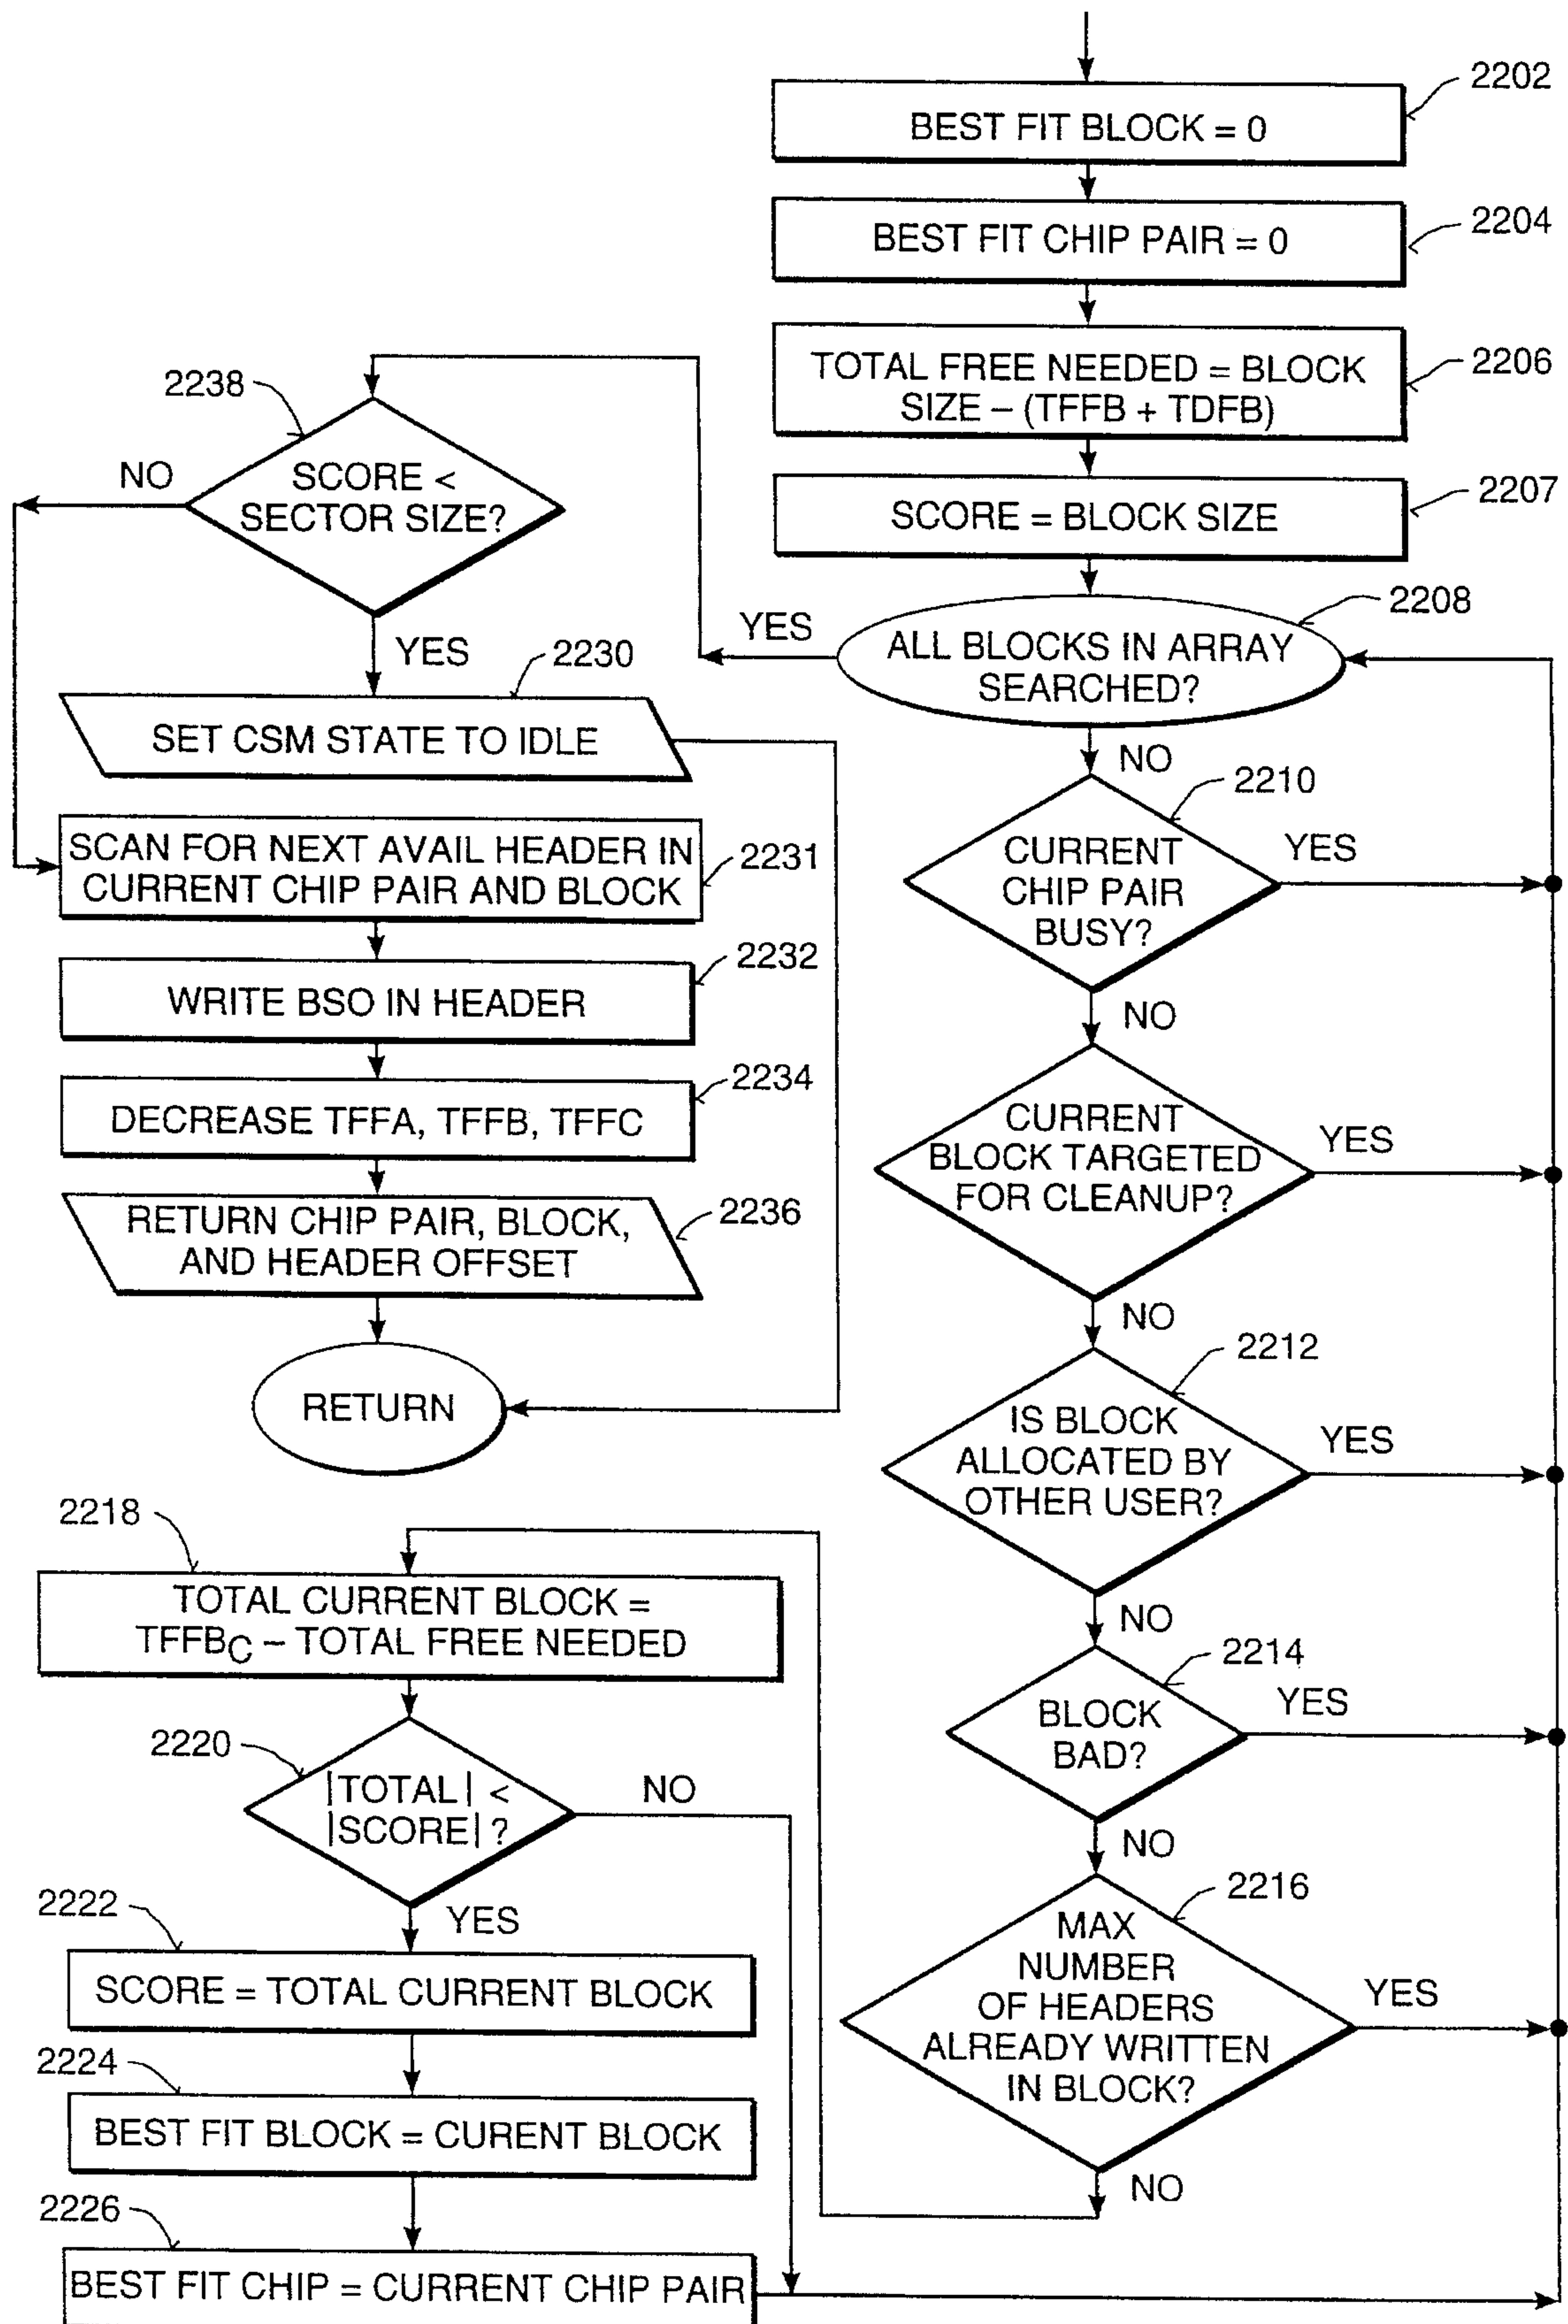 2202
BEST FIT BLOCK = 0
2204
BEST FIT CHIP PAIR = 0
2206
TOTAL FREE NEEDED = BLOCK
SIZE – (TFFB + TDFB)
2207
SCORE = BLOCK SIZE
2208
ALL BLOCKS IN ARRAY
SEARCHED?
YES
NO
2210
CURRENT
CHIP PAIR
BUSY?
YES
NO
CURRENT
BLOCK TARGETED
FOR CLEANUP?
YES
NO
2212
IS BLOCK
ALLOCATED BY
OTHER USER?
YES
NO
2214
BLOCK
BAD?
YES
NO
2216
MAX
NUMBER
OF HEADERS
ALREADY WRITTEN
IN BLOCK?
YES
NO
2238
SCORE <
SECTOR SIZE?
NO
YES
2230
SET CSM STATE TO IDLE
SCAN FOR NEXT AVAIL HEADER IN
CURRENT CHIP PAIR AND BLOCK
2231
2232
WRITE BSO IN HEADER
2234
DECREASE TFFA, TFFB, TFFC
RETURN CHIP PAIR, BLOCK,
AND HEADER OFFSET
2236
RETURN
2218
TOTAL CURRENT BLOCK =
TFFBC – TOTAL FREE NEEDED
2220
|TOTAL| <
|SCORE| ?
NO
YES
2222
SCORE = TOTAL CURRENT BLOCK
2224
BEST FIT BLOCK = CURENT BLOCK
2226
BEST FIT CHIP = CURRENT CHIP PAIR